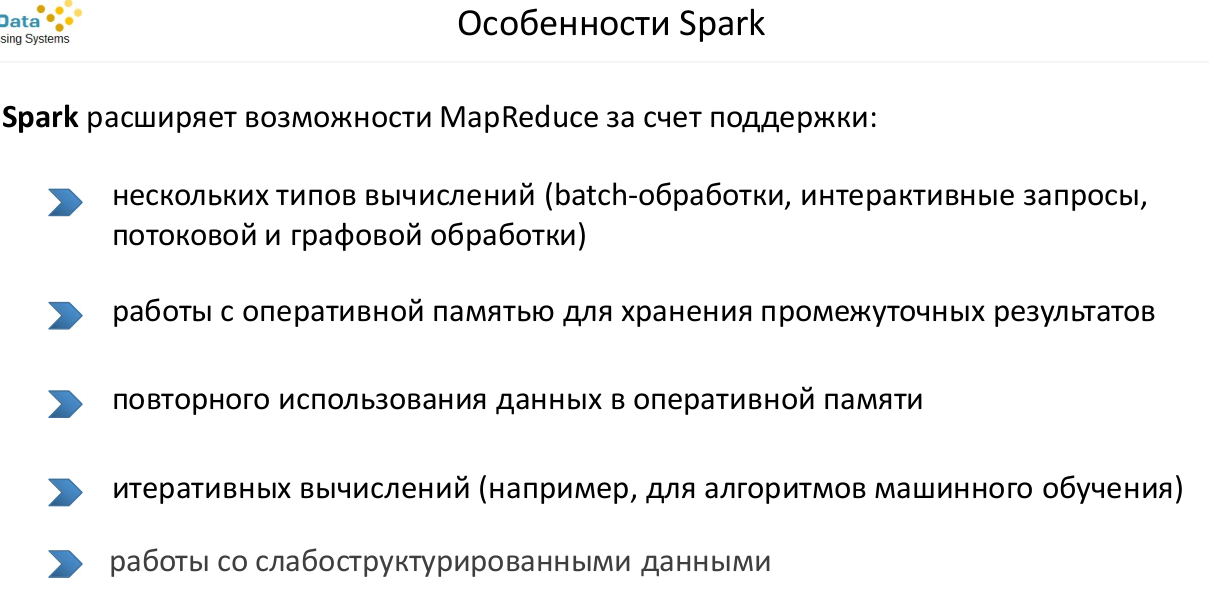 Data
sing Systems
Особенности Spark
Spark расширяет возможности MapReduce за счет поддержки:
нескольких типов вычислений (batch-обработки, интерактивные запросы,
потоковой и графовой обработки)
работы с оперативной памятью для хранения промежуточных результатов
повторного использования данных в оперативной памяти
итеративных вычислений (например, для алгоритмов машинного обучения)
работы со слабоструктурированными данными